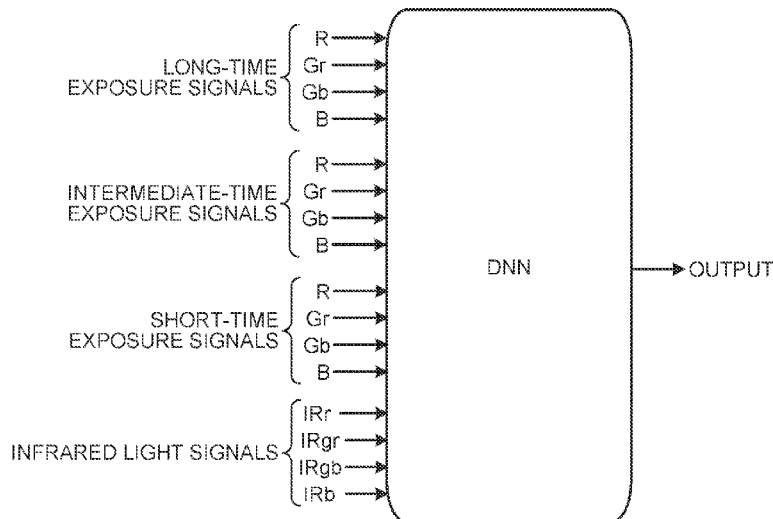 LONG-TIME
EXPOSURE SIGNALS
R
Gr
Gb
B
INTERMEDIATE-TIME
EXPOSURE SIGNALS
R
Gr
Gb
B
SHORT-TIME
EXPOSURE SIGNALS
R
Gr
Gb
B
INFRARED LIGHT SIGNALS
IRr
IRgr
IRgb
IRb
DNN
OUTPUT